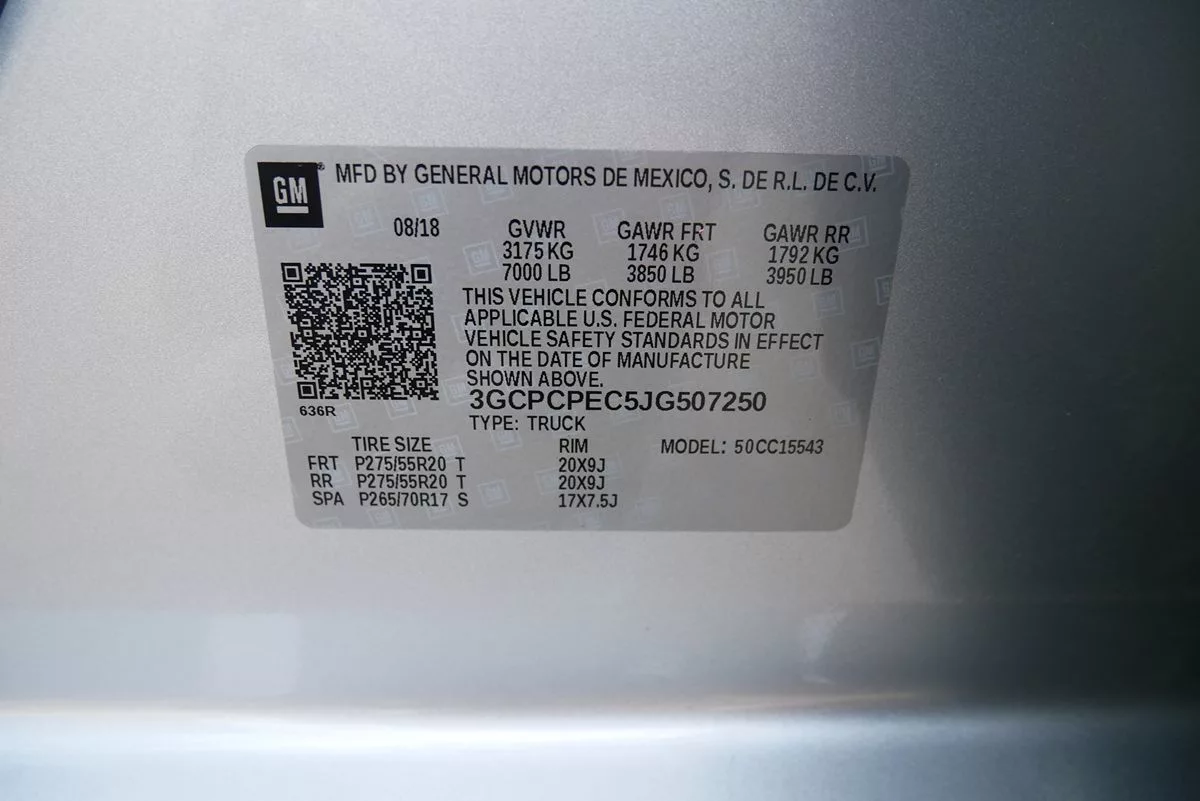 GM ® MFD BY GENERAL MOTORS DE MEXICO, S. DE R.L. DE C.V.
08/18 GVWR GAWR FRT GAWR RR
3175 KG 1746 KG 1792 KG
7000 LB 3850 LB 3950 LB
THIS VEHICLE CONFORMS TO ALL
APPLICABLE U.S. FEDERAL MOTOR
VEHICLE SAFETY STANDARDS IN EFFECT
ON THE DATE OF MANUFACTURE
SHOWN ABOVE.
3GCPCPEC5JG507250
636R
TYPE: TRUCK
TIRE SIZE RIM MODEL: 50CC15543
FRT P275/55R20 T 20X9J
RR P275/55R20 T 20X9J
SPA P265/70R17 S 17X7.5J